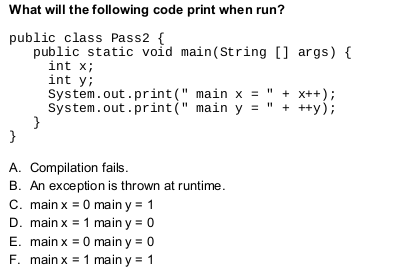 What will the following code print when run?
public class Pass2 {
public static void main(String [] args) {
int x;
int y;
System.out.print(" main x = " + x++);
System.out.print(" main y = " + ++y);
}
}
A. Compilation fails.
B. An exception is thrown at runtime.
C. main x = 0 main y = 1
D. main x = 1 main y = 0
E. main x = 0 main y = 0
F. main x = 1 main y = 1